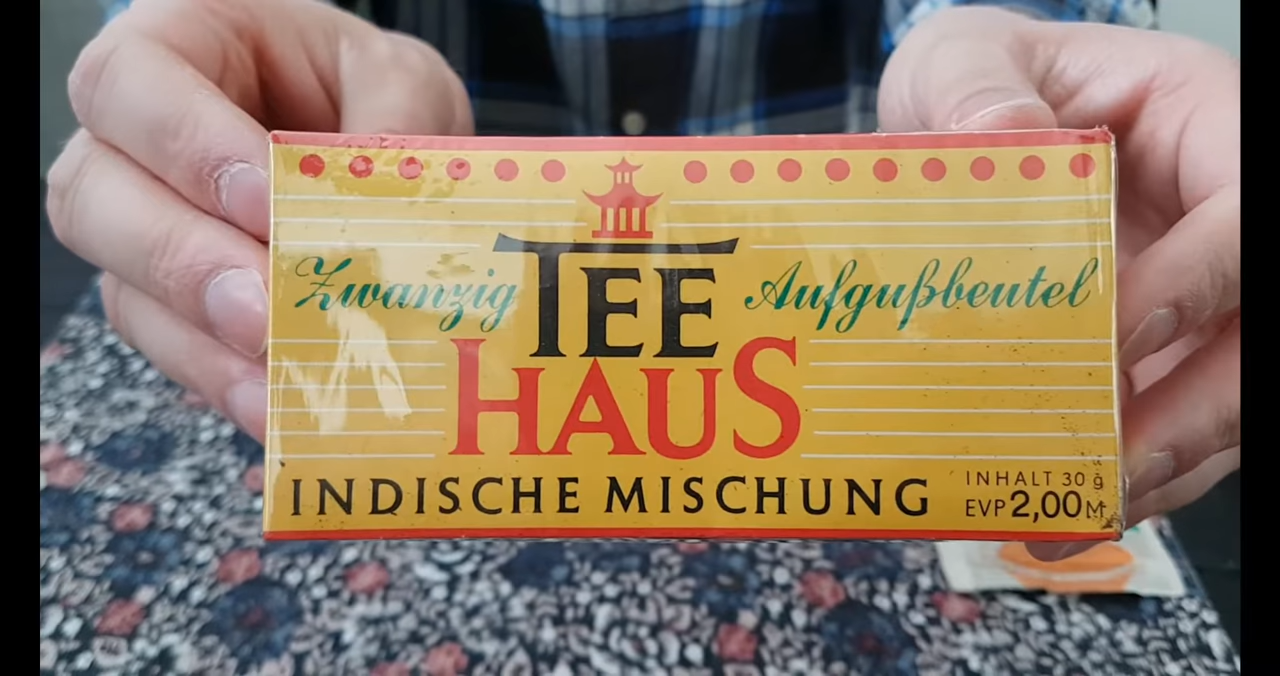 Zwanzig TEE Aufgußbeutel
HAUS
INDISCHE MISCHUNG
INHALT 30 g
EVP 2,00 M